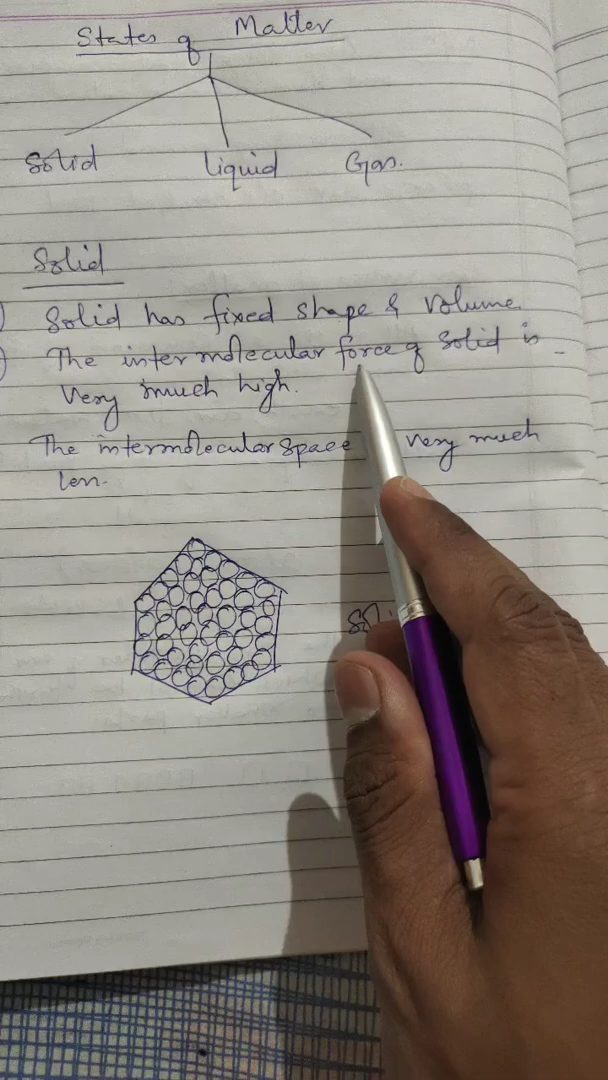 States of Matter
Solid Liquid Gas.
Solid
Solid has fixed shape & volume.
The intermolecular force of solid is
very much high.
The intermolecular space very much
less.